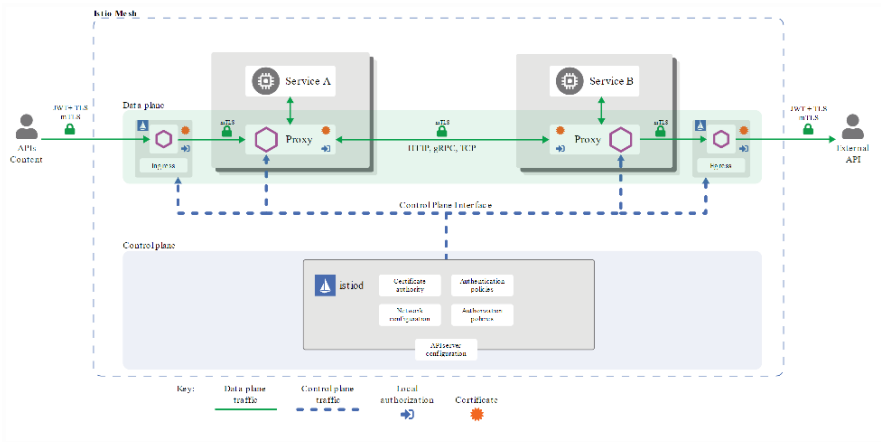 Istio Mesh
Service A
Service B
JWT + TLS
mTLS
Data plane
mTLS
mTLS
mTLS
JWT + TLS
mTLS
APIs
Content
Proxy
HTTP, gRPC, TCP
Proxy
External
API
Ingress
Egress
Control Plane Interface
Control plane
istiod
Certificate
authority
Authentication
policies
Network
configuration
Authorization
policies
API server
configuration
Key:
Data plane
traffic
Control plane
traffic
Local
authorization
Certificate